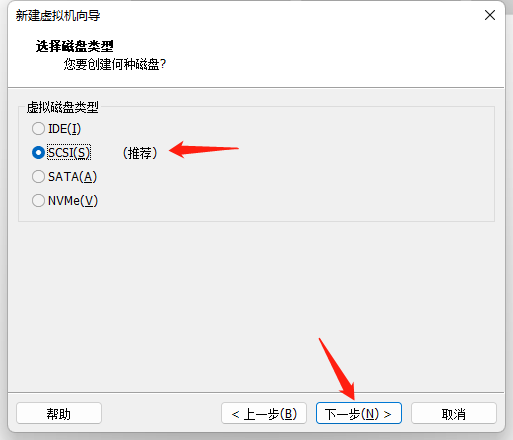 新建虚拟机向导
选择磁盘类型
您要创建何种磁盘?
虚拟磁盘类型
IDE(I)
SCSI(S) (推荐)
SATA(A)
NVMe(V)
帮助 < 上一步(B) 下一步(N) > 取消